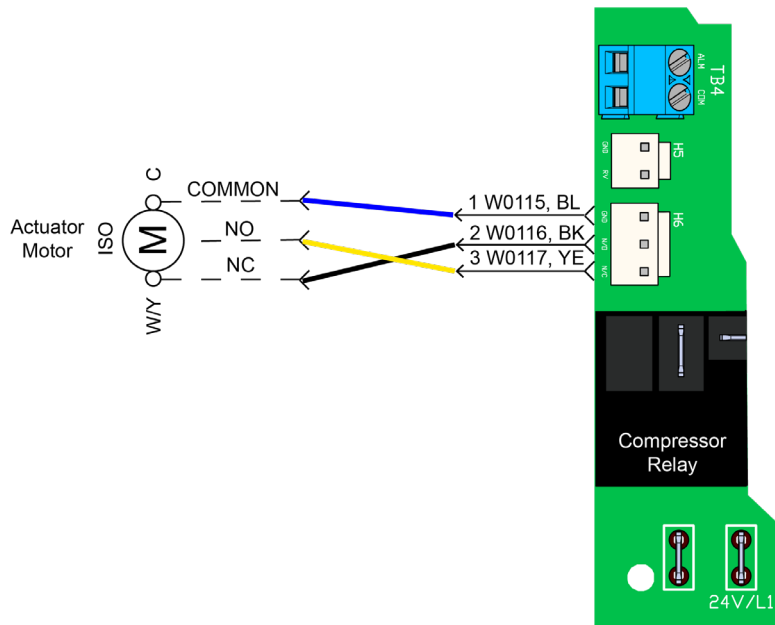 ALM
TB4
COM
C
COMMON
GND
H5
RV
1 W0115, BL
Actuator
Motor
ISO
M
NO
2 W0116, BK
GND
H6
N/O
NC
3 W0117, YE
N/C
W/Y
Compressor
Relay
24V/L1